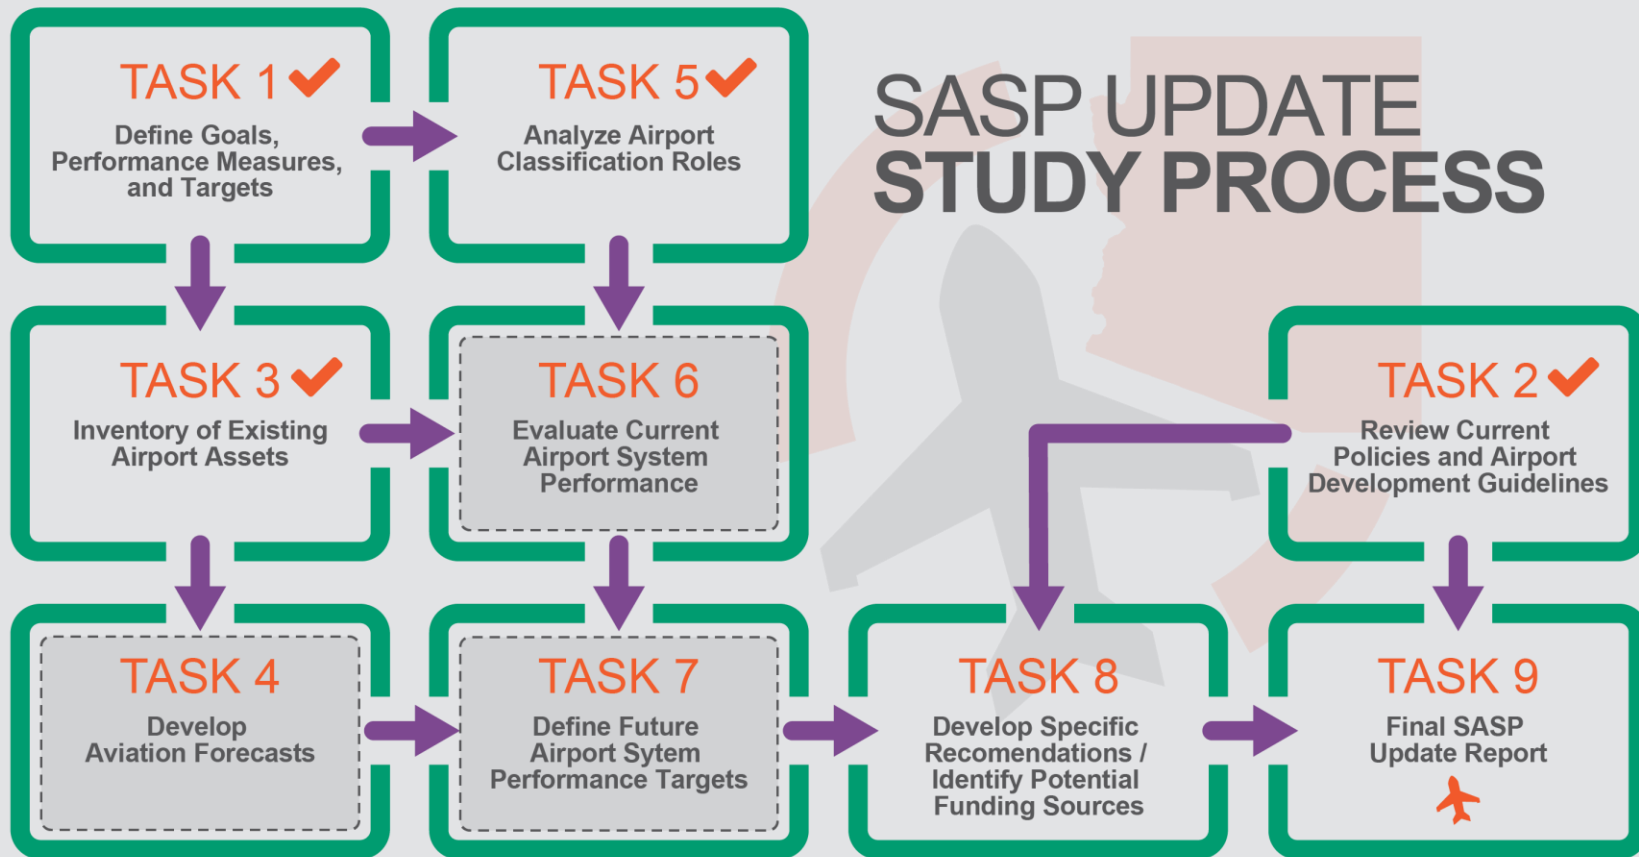 SASP UPDATE
STUDY PROCESS
TASK 1
Define Goals,
Performance Measures,
and Targets
TASK 5
Analyze Airport
Classification Roles
TASK 3
Inventory of Existing
Airport Assets
TASK 6
Evaluate Current
Airport System
Performance
TASK 2
Review Current
Policies and Airport
Development Guidelines
TASK 4
Develop
Aviation Forecasts
TASK 7
Define Future
Airport Sytem
Performance Targets
TASK 8
Develop Specific
Recomendations /
Identify Potential
Funding Sources
TASK 9
Final SASP
Update Report